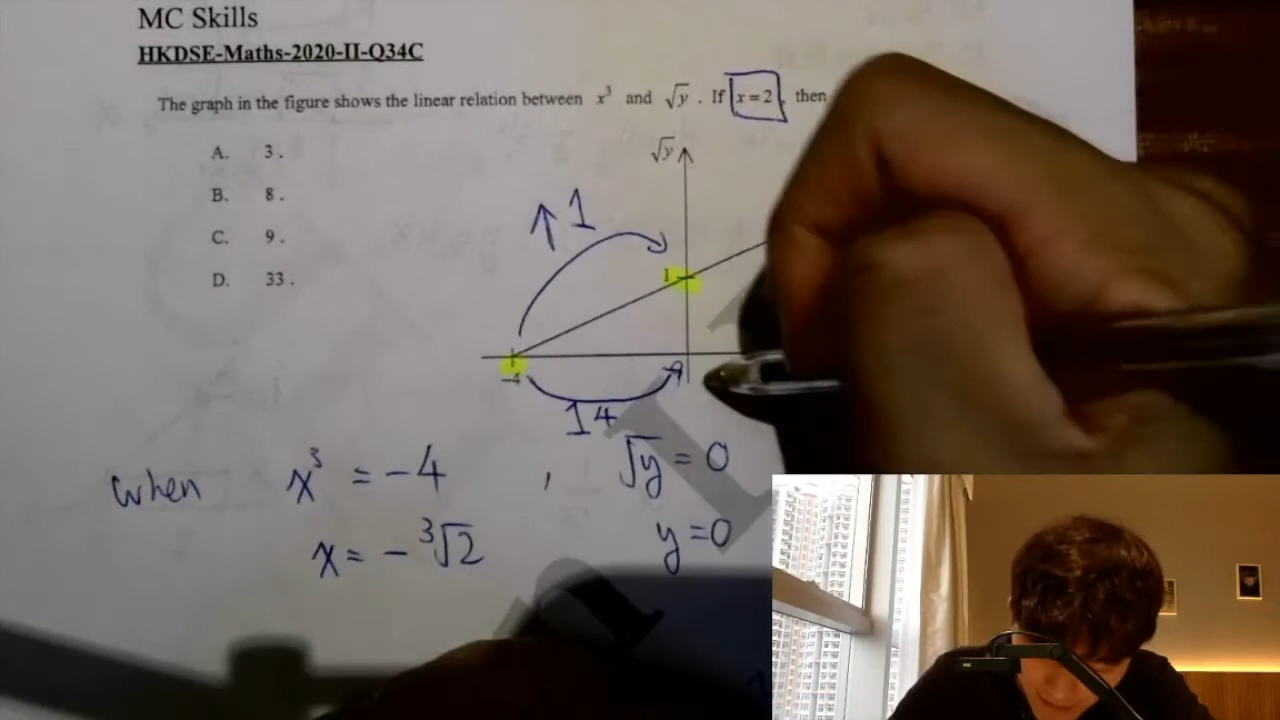 MC Skills
HKDSE-Maths-2020-II-Q34C
The graph in the figure shows the linear relation between x³ and √y . If x = 2 , then
A. 3 .
B. 8 .
C. 9 .
D. 33 .
√y
↑ 1
1
-4
14
when x³ = -4 , √y = 0
x = - ³√2 y = 0